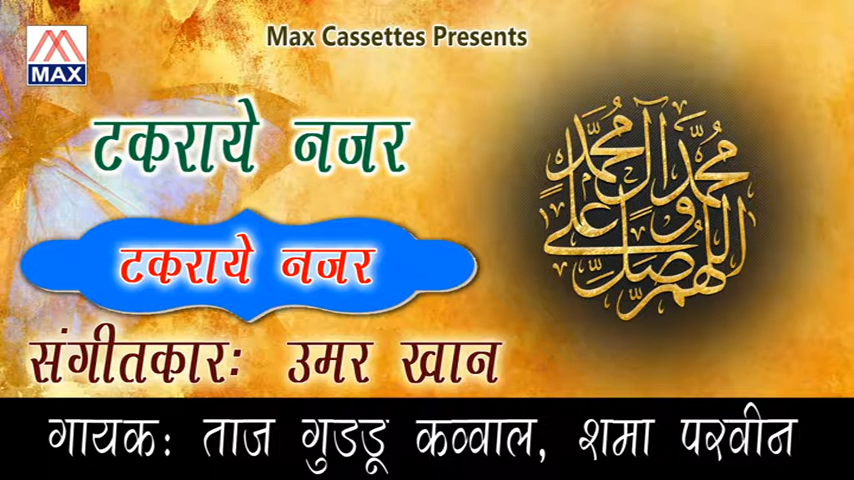 Max Cassettes Presents
MAX
टकराये नजर
टकराये नजर
संगीतकार: उमर खान
गायक: ताज गुडडू कव्वाल, शमा परवीन
اللهم صل على محمد وآل محمد